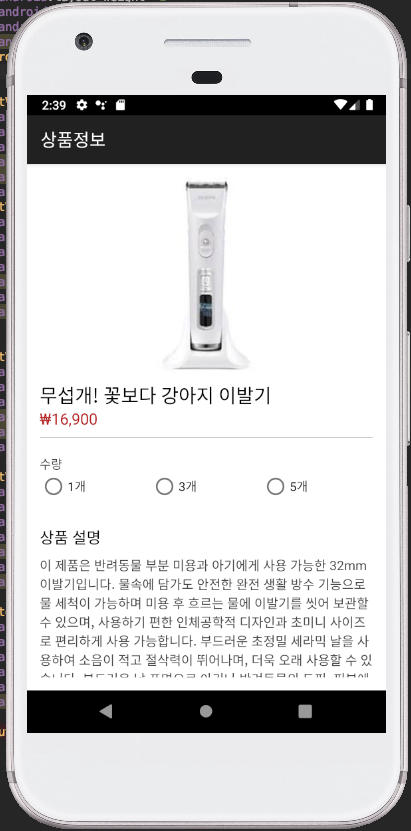 2:39
상품정보
무섭개! 꽃보다 강아지 이발기
₩16,900
수량
1개
3개
5개
상품 설명
이 제품은 반려동물 부분 미용과 아기에게 사용 가능한 32mm
이발기입니다. 물속에 담가도 안전한 완전 생활 방수 기능으로
물 세척이 가능하며 미용 후 흐르는 물에 이발기를 씻어 보관할
수 있으며, 사용하기 편한 인체공학적 디자인과 초미니 사이즈
로 편리하게 사용 가능합니다. 부드러운 초정밀 세라믹 날을 사
용하여 소음이 적고 절삭력이 뛰어나며, 더욱 오래 사용할 수 있